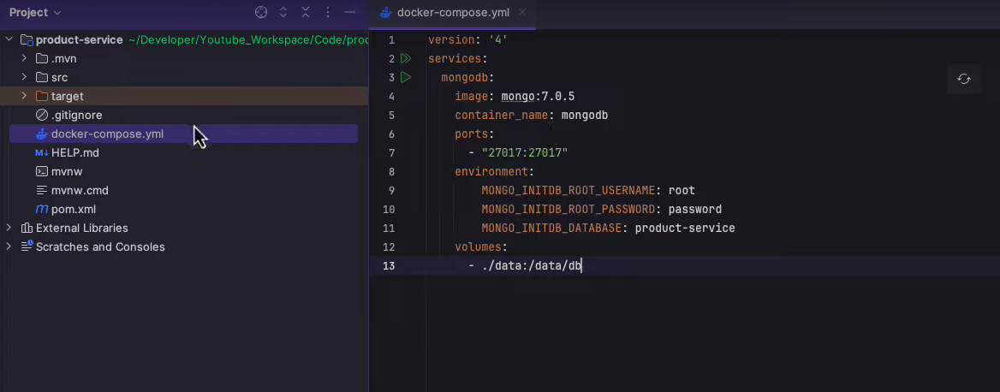 Project
product-service ~/Developer/Youtube_Workspace/Code/proc
.mvn
src
target
.gitignore
docker-compose.yml
M↓ HELP.md
mvnw
mvnw.cmd
m pom.xml
External Libraries
Scratches and Consoles
docker-compose.yml
1 version: '4'
2 services:
3 mongodb:
4 image: mongo:7.0.5
5 container_name: mongodb
6 ports:
7 - "27017:27017"
8 environment:
9 MONGO_INITDB_ROOT_USERNAME: root
10 MONGO_INITDB_ROOT_PASSWORD: password
11 MONGO_INITDB_DATABASE: product-service
12 volumes:
13 - ./data:/data/db